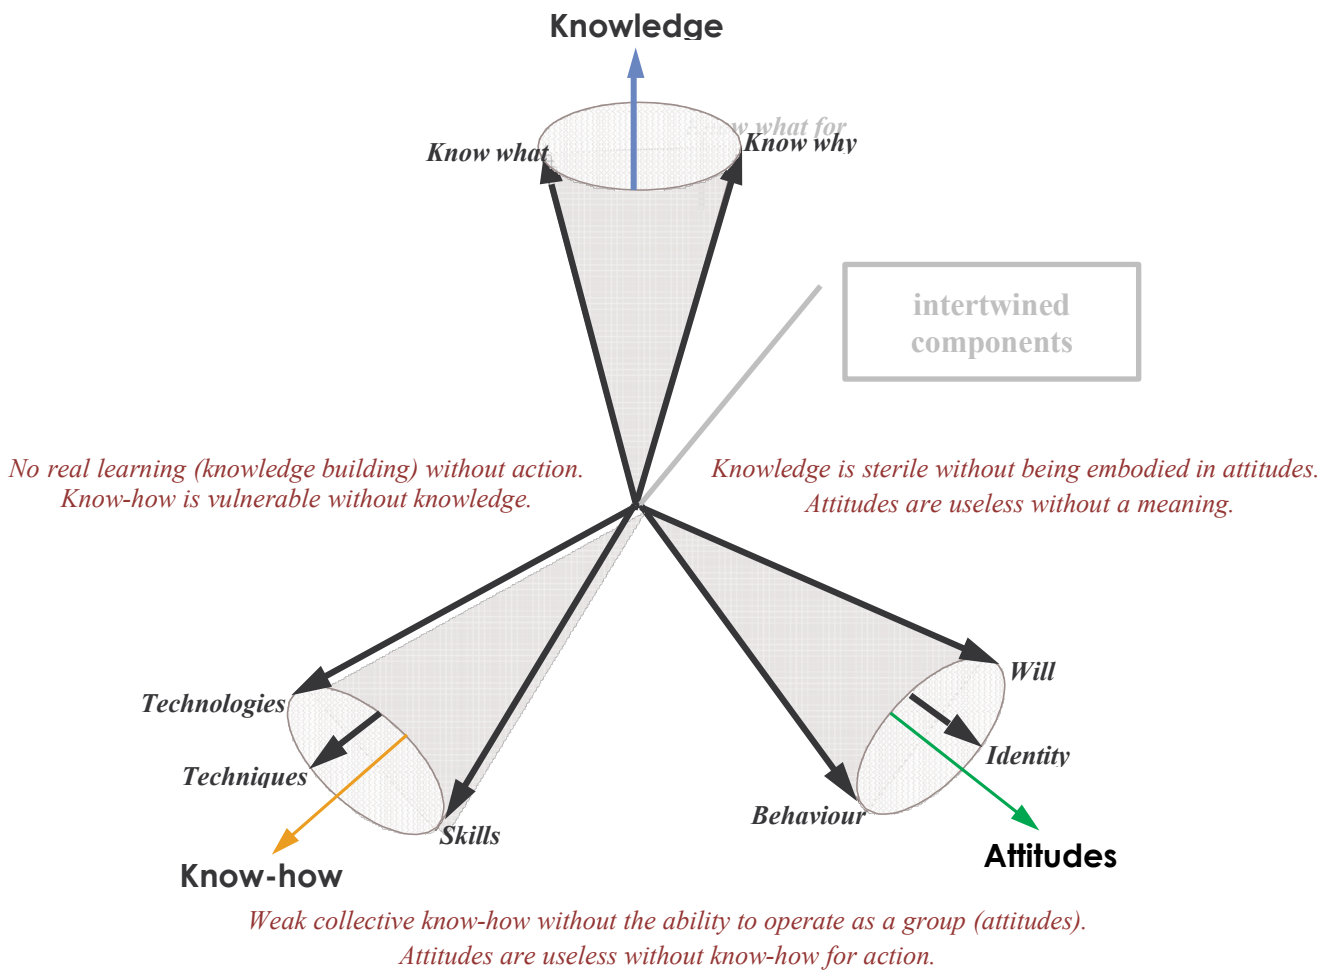 Knowledge
what for
Know what
Know why
intertwined
components
No real learning (knowledge building) without action.
Know-how is vulnerable without knowledge.
Knowledge is sterile without being embodied in attitudes.
Attitudes are useless without a meaning.
Will
Technologies
Identity
Techniques
Behaviour
Skills
Attitudes
Know-how
Weak collective know-how without the ability to operate as a group (attitudes).
Attitudes are useless without know-how for action.